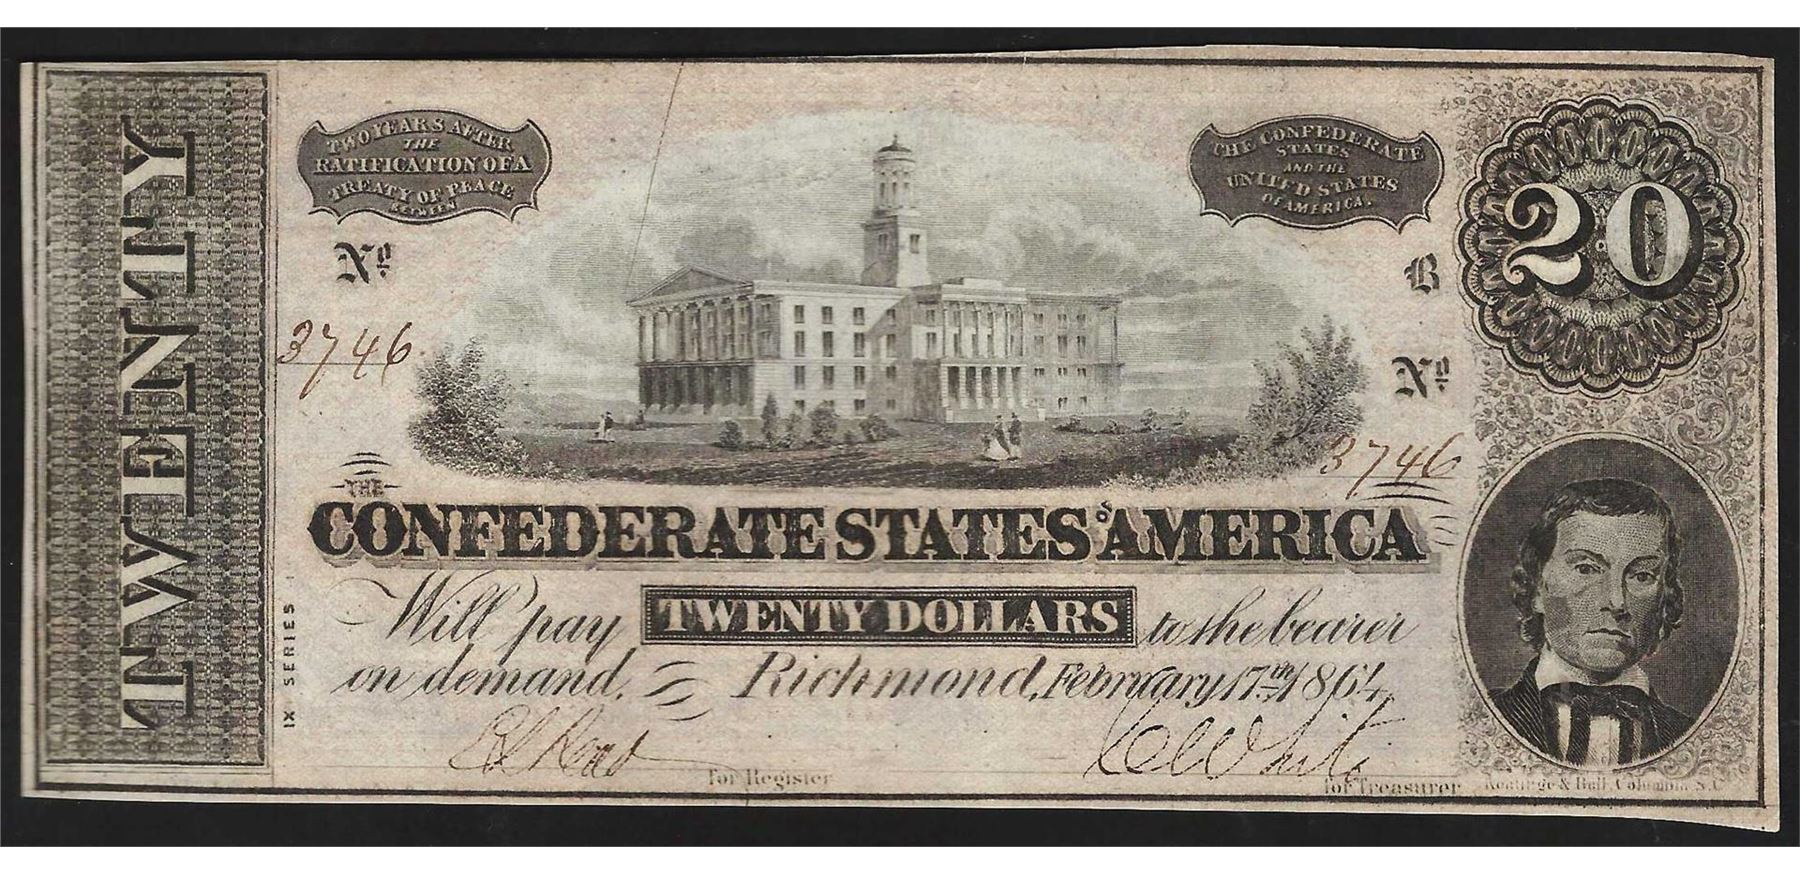 TWENTY
TWO YEARS AFTER
THE
RATIFICATION OF A
TREATY OF PEACE
BETWEEN
THE CONFEDERATE
STATES
AND THE
UNITED STATES
OF AMERICA.
20
No.
B
3746
No.
3746
THE
CONFEDERATE STATES OF AMERICA
Will pay TWENTY DOLLARS to the bearer
on demand. Richmond, February 17th 1864
IX SERIES
for Register
for Treasurer
& Ball, Columbia, S.C.